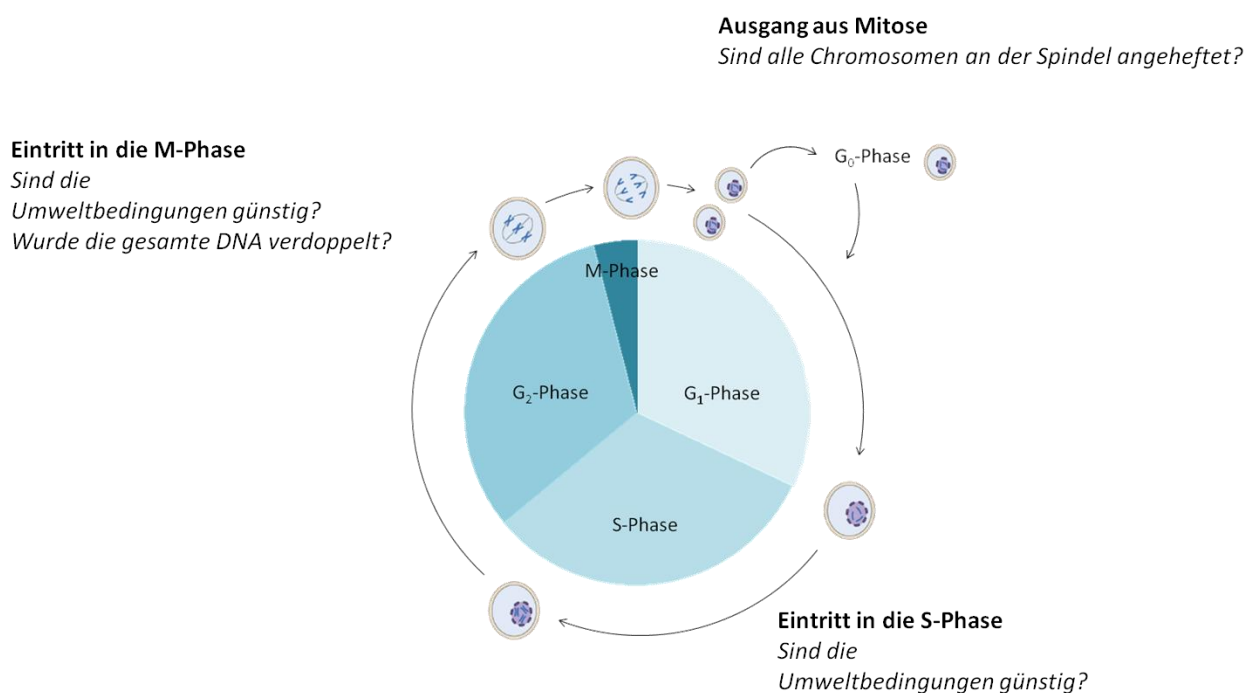 Ausgang aus Mitose
Sind alle Chromosomen an der Spindel angeheftet?
Eintritt in die M-Phase
Sind die
Umweltbedingungen günstig?
Wurde die gesamte DNA verdoppelt?
G₀-Phase
M-Phase
G₂-Phase
G₁-Phase
S-Phase
Eintritt in die S-Phase
Sind die
Umweltbedingungen günstig?